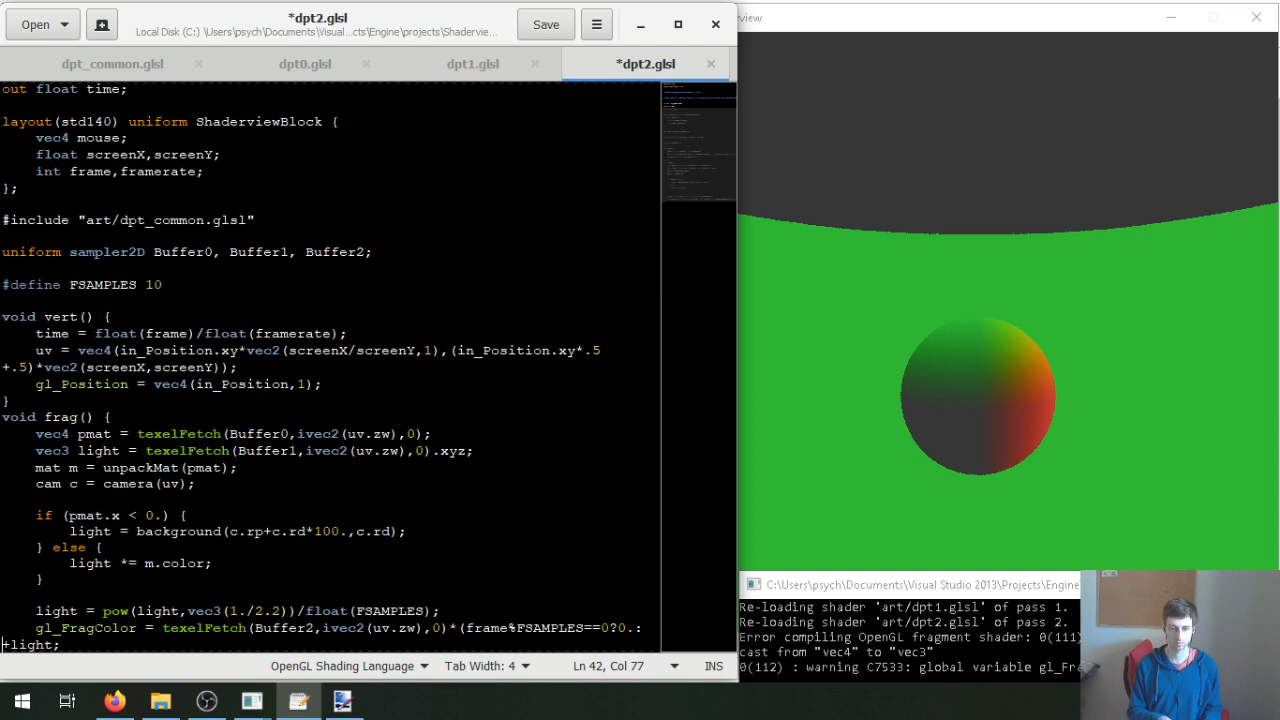 Open
*dpt2.glsl
Local Disk (C:) \Users\psych\Documents\Visual ...cts\Engine\projects\Shadervie...
Save
dpt_common.glsl
dpt0.glsl
dpt1.glsl
*dpt2.glsl
out float time;
layout(std140) uniform ShaderviewBlock {
vec4 mouse;
float screenX,screenY;
int frame,framerate;
};
#include "art/dpt_common.glsl"
uniform sampler2D Buffer0, Buffer1, Buffer2;
#define FSAMPLES 10
void vert() {
time = float(frame)/float(framerate);
uv = vec4(in_Position.xy*vec2(screenX/screenY,1),(in_Position.xy*.5
+.5)*vec2(screenX,screenY));
gl_Position = vec4(in_Position,1);
}
void frag() {
vec4 pmat = texelFetch(Buffer0,ivec2(uv.zw),0);
vec3 light = texelFetch(Buffer1,ivec2(uv.zw),0).xyz;
mat m = unpackMat(pmat);
cam c = camera(uv);
if (pmat.x < 0.) {
light = background(c.rp+c.rd*100.,c.rd);
} else {
light *= m.color;
}
light = pow(light,vec3(1./2.2))/float(FSAMPLES);
gl_FragColor = texelFetch(Buffer2,ivec2(uv.zw),0)*(frame%FSAMPLES==0?0.:
+light;
OpenGL Shading Language
Tab Width: 4
Ln 42, Col 77
INS
rview
C:\Users\psych\Documents\Visual Studio 2013\Projects\Engine
Re-loading shader 'art/dpt1.glsl' of pass 1.
Re-loading shader 'art/dpt2.glsl' of pass 2.
Error compiling OpenGL fragment shader: 0(111)
cast from "vec4" to "vec3"
0(112) : warning C7533: global variable gl_Fra